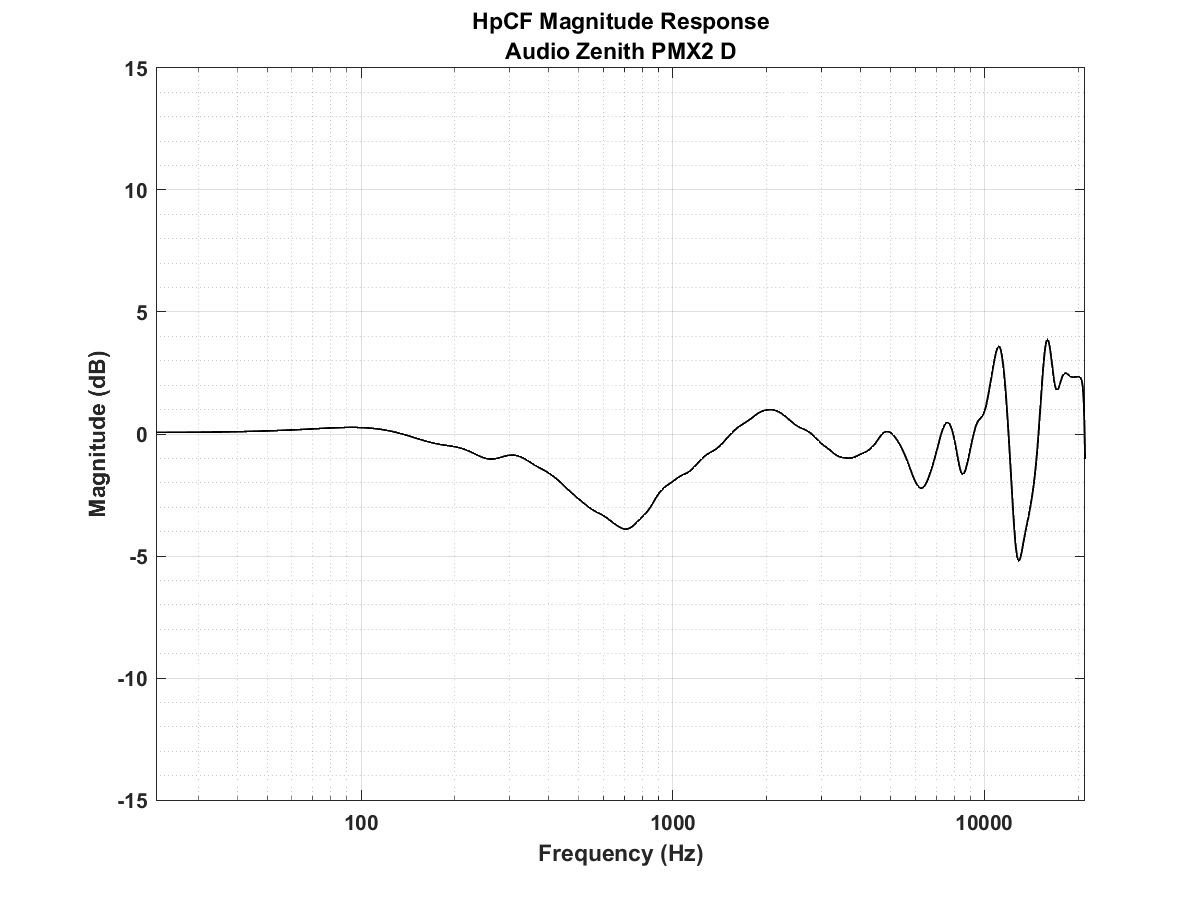 HpCF Magnitude Response
Audio Zenith PMX2 D
15
10
5
0
-5
-10
-15
Magnitude (dB)
100 1000 10000
Frequency (Hz)